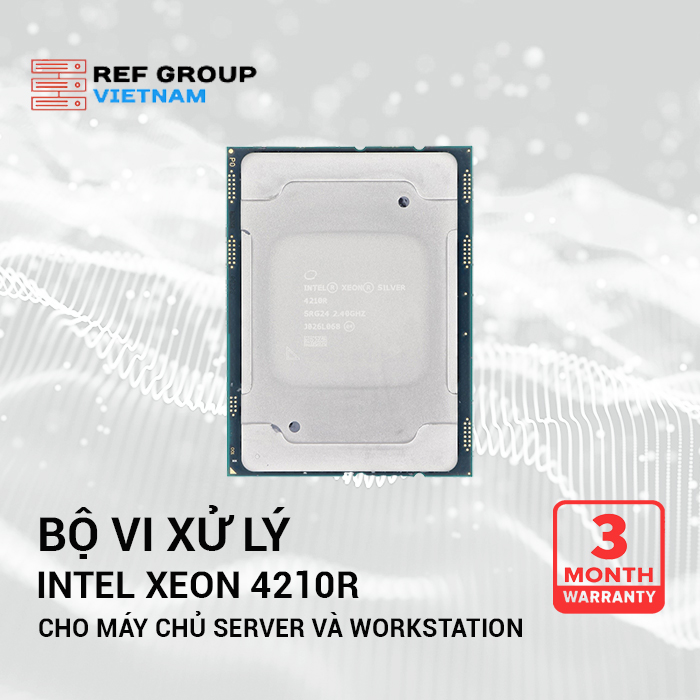 REF GROUP
VIETNAM
P0
INTEL® XEON® SILVER
4210R
SRG24 2.40GHZ
BỘ VI XỬ LÝ
INTEL XEON 4210R
CHO MÁY CHỦ SERVER VÀ WORKSTATION
3
MONTH
WARRANTY